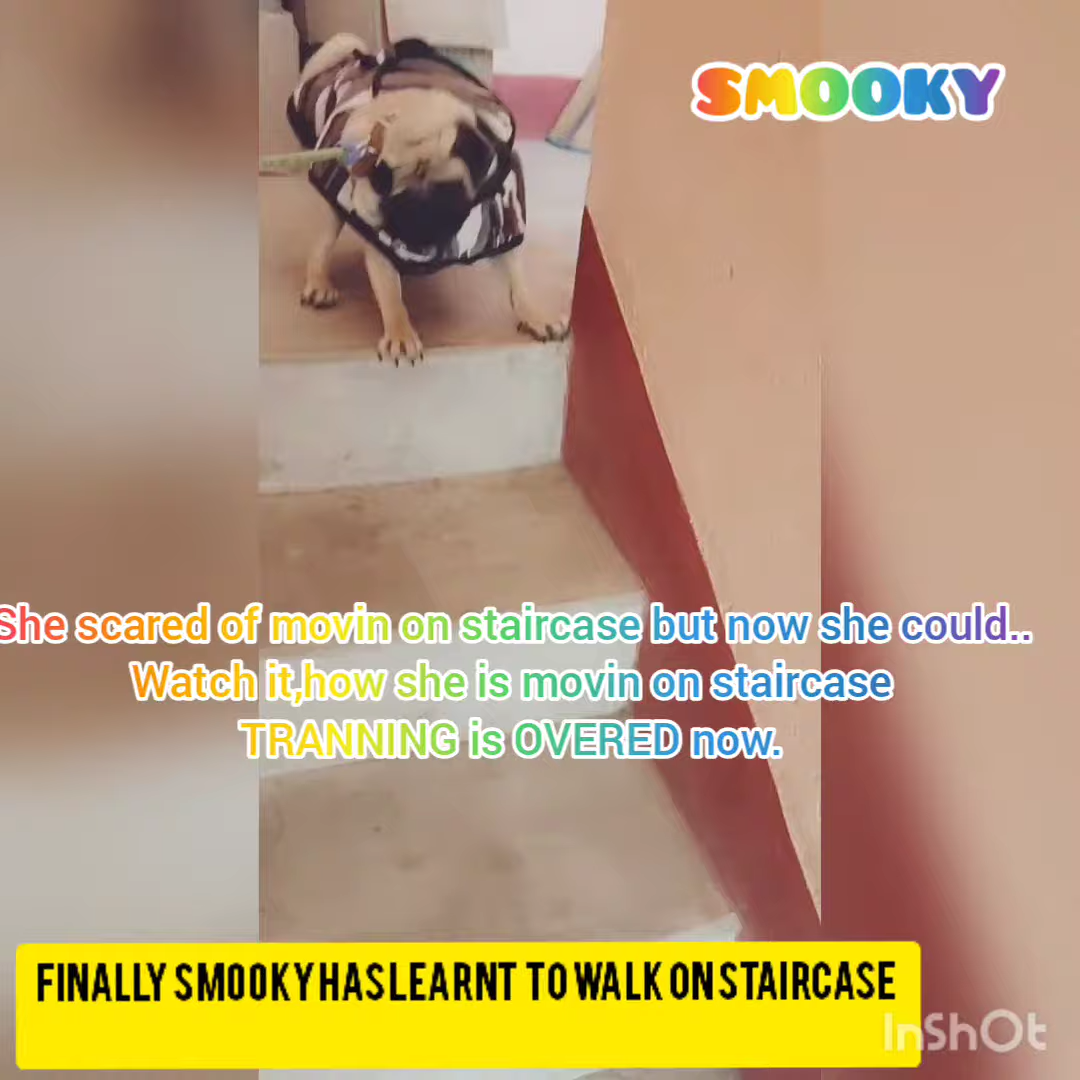 SMOOKY
She scared of movin on staircase but now she could..
Watch it,how she is movin on staircase
TRANNING is OVERED now.
FINALLY SMOOKY HAS LEARNT TO WALK ON STAIRCASE
InShOt